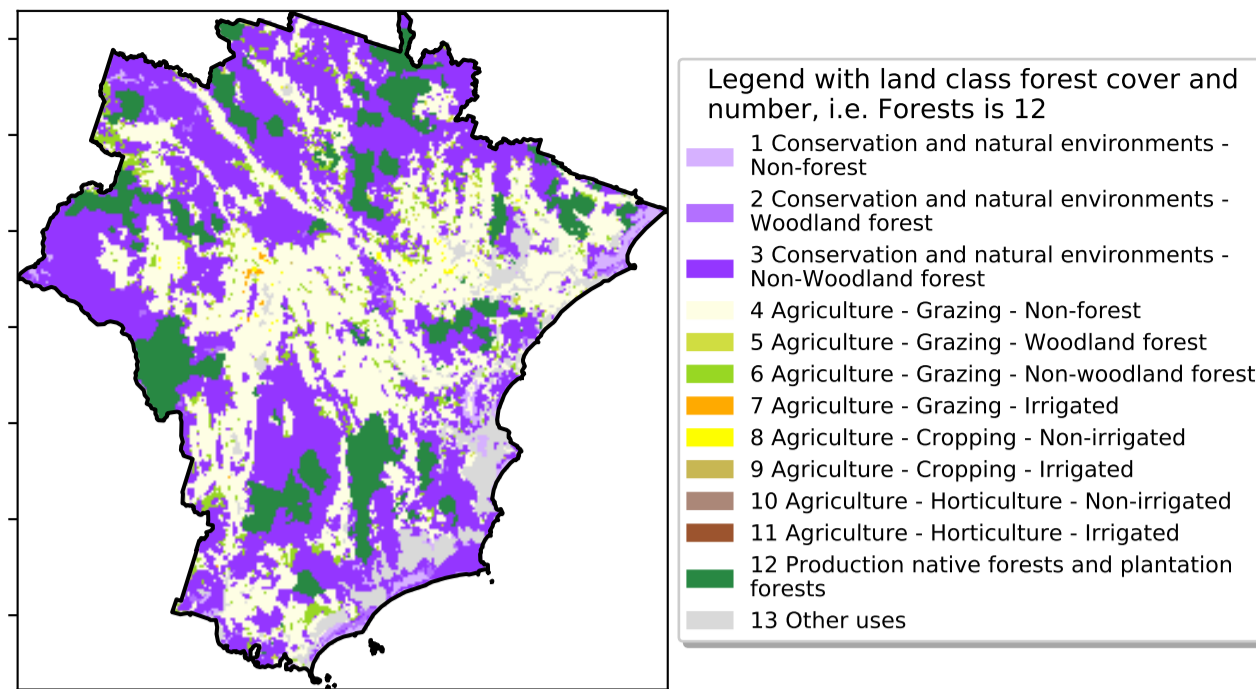 Legend with land class forest cover and
number, i.e. Forests is 12
1 Conservation and natural environments -
Non-forest
2 Conservation and natural environments -
Woodland forest
3 Conservation and natural environments -
Non-Woodland forest
4 Agriculture - Grazing - Non-forest
5 Agriculture - Grazing - Woodland forest
6 Agriculture - Grazing - Non-woodland forest
7 Agriculture - Grazing - Irrigated
8 Agriculture - Cropping - Non-irrigated
9 Agriculture - Cropping - Irrigated
10 Agriculture - Horticulture - Non-irrigated
11 Agriculture - Horticulture - Irrigated
12 Production native forests and plantation
forests
13 Other uses